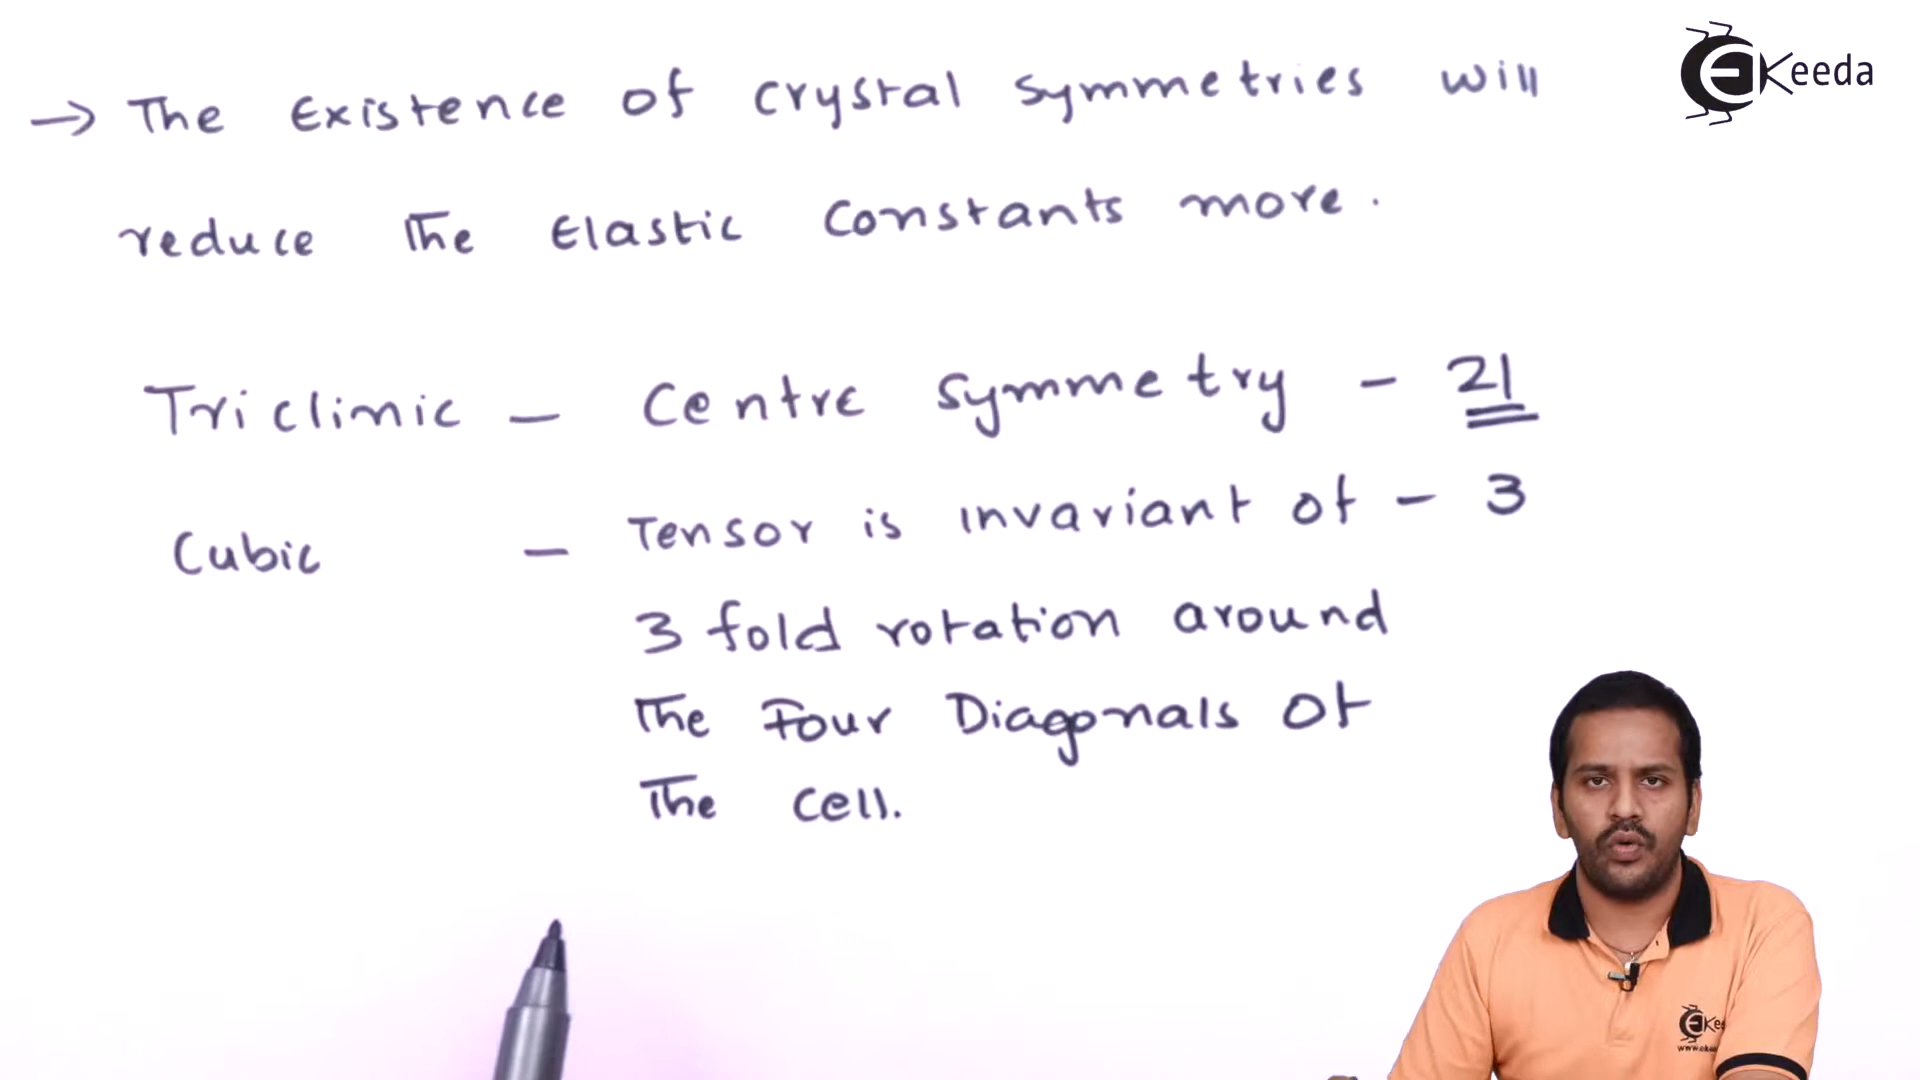 → The Existence of crystal symmetries will
reduce the Elastic constants more.
Triclinic - Centre symmetry - 21
Cubic - Tensor is invariant of - 3
3 fold rotation around
the Four Diagonals of
the cell.
EKeeda
EKee